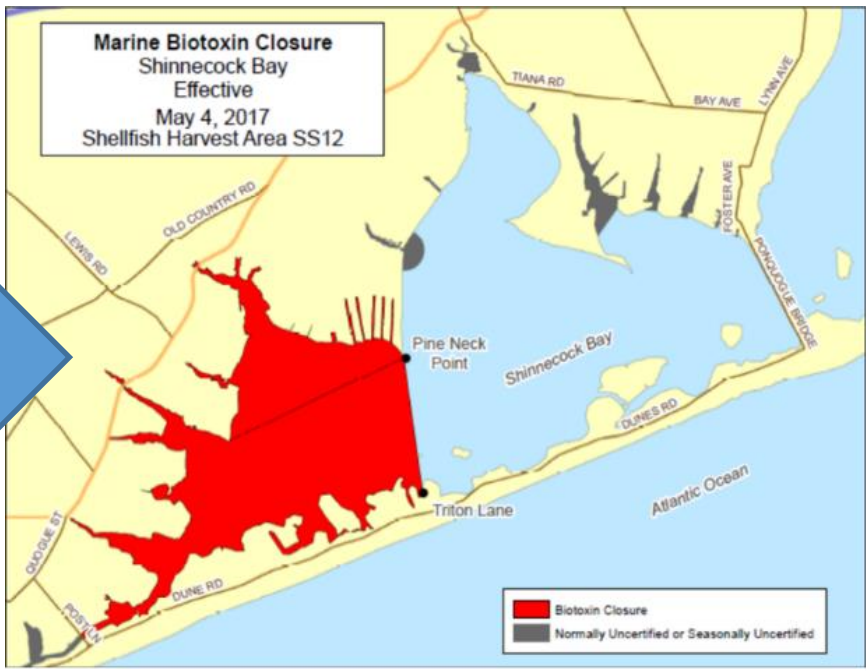 Marine Biotoxin Closure
Shinnecock Bay
Effective
May 4, 2017
Shellfish Harvest Area SS12
TIANA RD
BAY AVE
LYNN AVE
OLD COUNTRY RD
LEWIS RD
FOSTER AVE
PONQUOGUE BRIDGE
Pine Neck
Point
Shinnecock Bay
DUNES RD
Atlantic Ocean
Triton Lane
QUOGUE ST
DUNE RD
POST LN
Biotoxin Closure
Normally Uncertified or Seasonally Uncertified